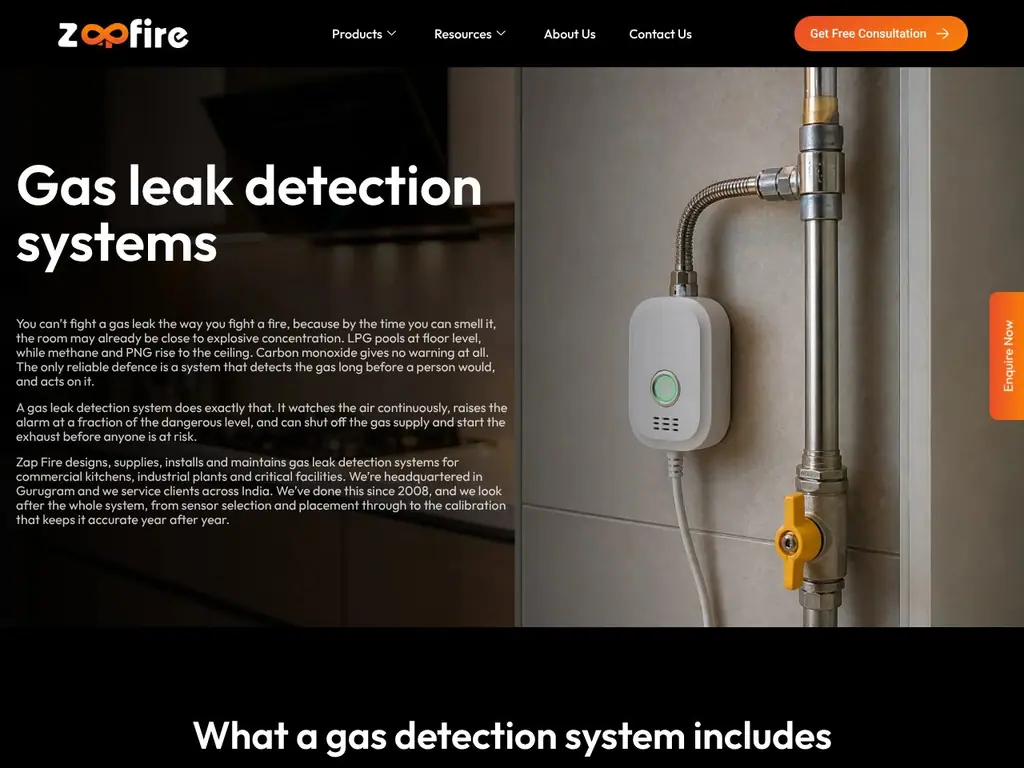 zapfire
Products
Resources
About Us
Contact Us
Get Free Consultation
Gas leak detection
systems
You can't fight a gas leak the way you fight a fire, because by the time you can smell it,
the room may already be close to explosive concentration. LPG pools at floor level,
while methane and PNG rise to the ceiling. Carbon monoxide gives no warning at all.
The only reliable defence is a system that detects the gas long before a person would,
and acts on it.
A gas leak detection system does exactly that. It watches the air continuously, raises the
alarm at a fraction of the dangerous level, and can shut off the gas supply and start the
exhaust before anyone is at risk.
Zap Fire designs, supplies, installs and maintains gas leak detection systems for
commercial kitchens, industrial plants and critical facilities. We're headquartered in
Gurugram and we service clients across India. We've done this since 2008, and we look
after the whole system, from sensor selection and placement through to the calibration
that keeps it accurate year after year.
Enquire Now
What a gas detection system includes